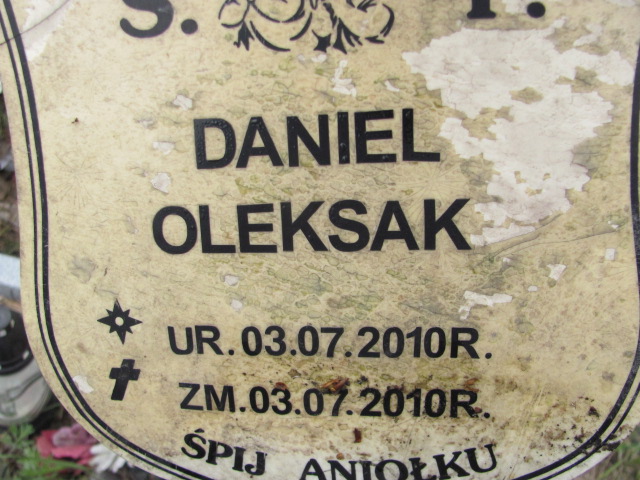 Ś. P.
DANIEL
OLEKSAK
UR. 03.07.2010R.
ZM. 03.07.2010R.
ŚPIJ ANIOŁKU